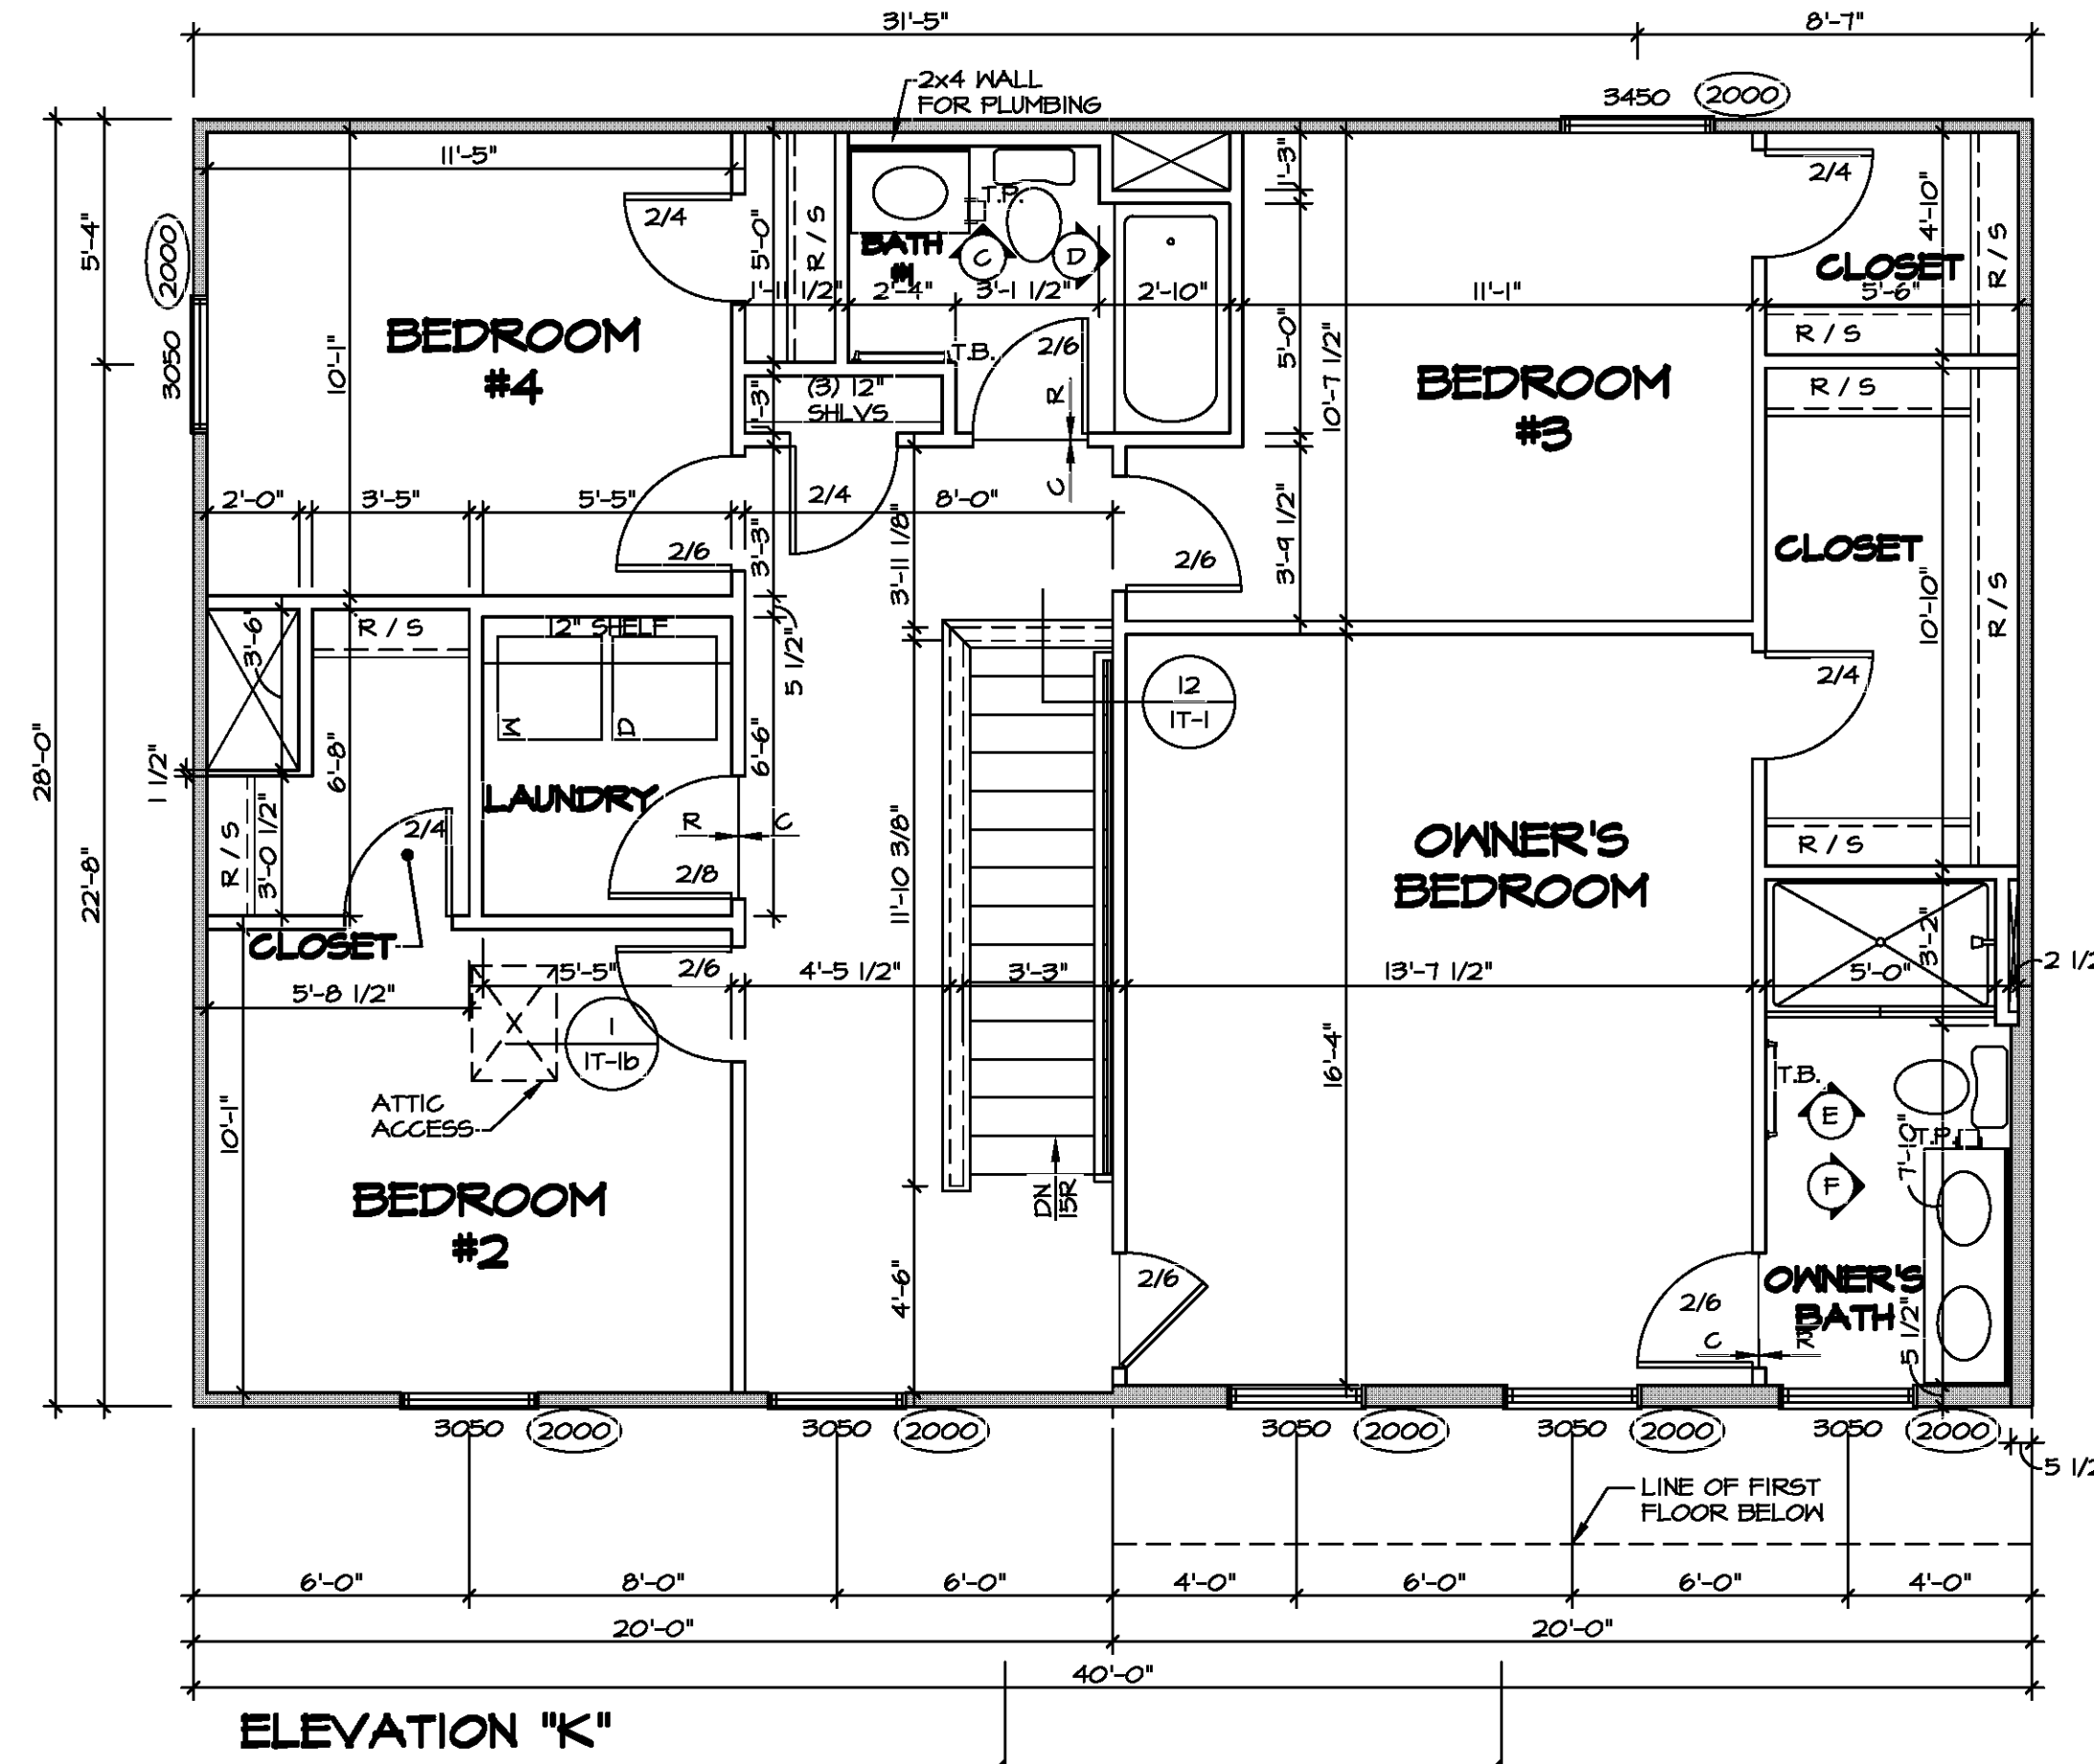 31'-5"
8'-7"
2x4 WALL
FOR PLUMBING
3450 2000
11'-5"
1'-3"
2/4
2/4
T.P.
5'-4"
2000
3050
5'-0"
R / S
BATH
#1
C
D
4'-10"
CLOSET
R / S
1'-11 1/2"
2'-4"
3'-1 1/2"
2'-10"
11'-1"
5'-6"
BEDROOM
#4
10'-1"
T.B.
2/6
5'-0"
10'-7 1/2"
R / S
BEDROOM
#3
R / S
1'-3"
(3) 12"
SHLVS
R
C
2'-0"
3'-5"
5'-5"
2/4
8'-0"
3'-3"
3'-11 1/8"
3'-9 1/2"
2/6
2/6
CLOSET
10'-10"
R / S
3'-6"
R / S
12" SHELF
5 1/2"
2/4
12
1T-1
W
D
28'-0"
1 1/2"
6'-8"
6'-6"
LAUNDRY
2/4
R
C
R / S
3'-0 1/2"
2/8
22'-8"
11'-10 3/8"
OWNER'S
BEDROOM
R / S
CLOSET
3'-2"
2 1/2
5'-8 1/2"
5'-5"
2/6
4'-5 1/2"
3'-3"
13'-7 1/2"
5'-0"
X
1
1T-1b
16'-4"
T.B.
ATTIC
ACCESS
10'-1"
E
T.P.
7'-10"
F
BEDROOM
#2
DN
15R
4'-6"
2/6
2/6
OWNER'S
BATH
C
R
5 1/2"
3050 2000
3050 2000
3050 2000
3050 2000
3050 2000
5 1/2
LINE OF FIRST
FLOOR BELOW
6'-0"
8'-0"
6'-0"
4'-0"
6'-0"
6'-0"
4'-0"
20'-0"
20'-0"
40'-0"
ELEVATION "K"